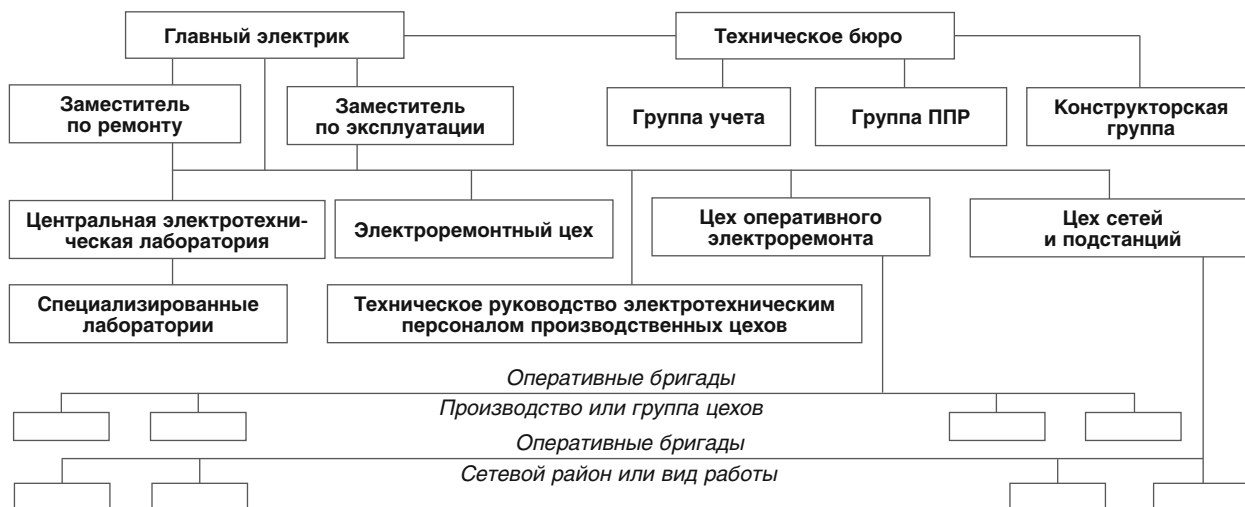 Главный электрик
Техническое бюро
Заместитель
по ремонту
Заместитель
по эксплуатации
Группа учета
Группа ППР
Конструкторская
группа
Центральная электротехни-
ческая лаборатория
Электроремонтный цех
Цех оперативного
электроремонта
Цех сетей
и подстанций
Специализированные
лаборатории
Техническое руководство электротехническим
персоналом производственных цехов
Оперативные бригады
Производство или группа цехов
Оперативные бригады
Сетевой район или вид работы